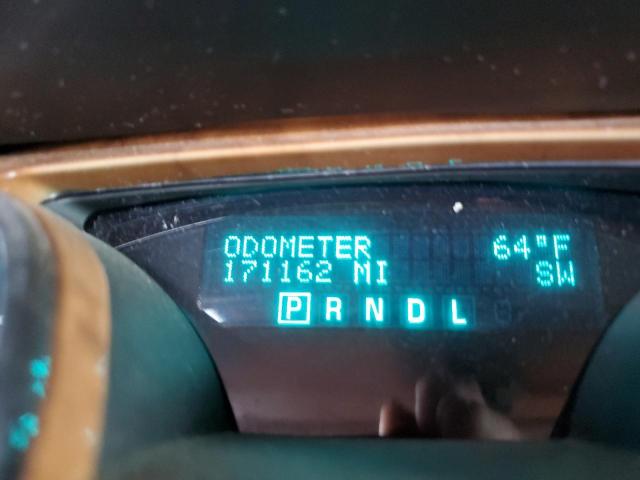 ODOMETER 64°F
171162 MI SW
P R N D L